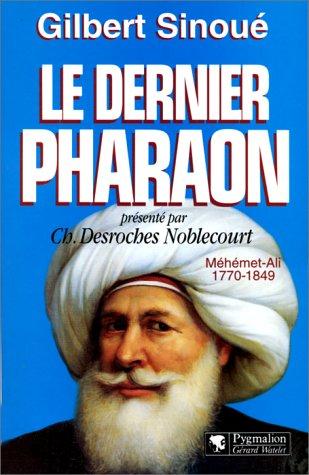 Gilbert Sinoué
LE DERNIER
PHARAON
présenté par
Ch. Desroches Noblecourt
Méhémet-Ali
1770-1849
Pygmalion
Gérard Watelet